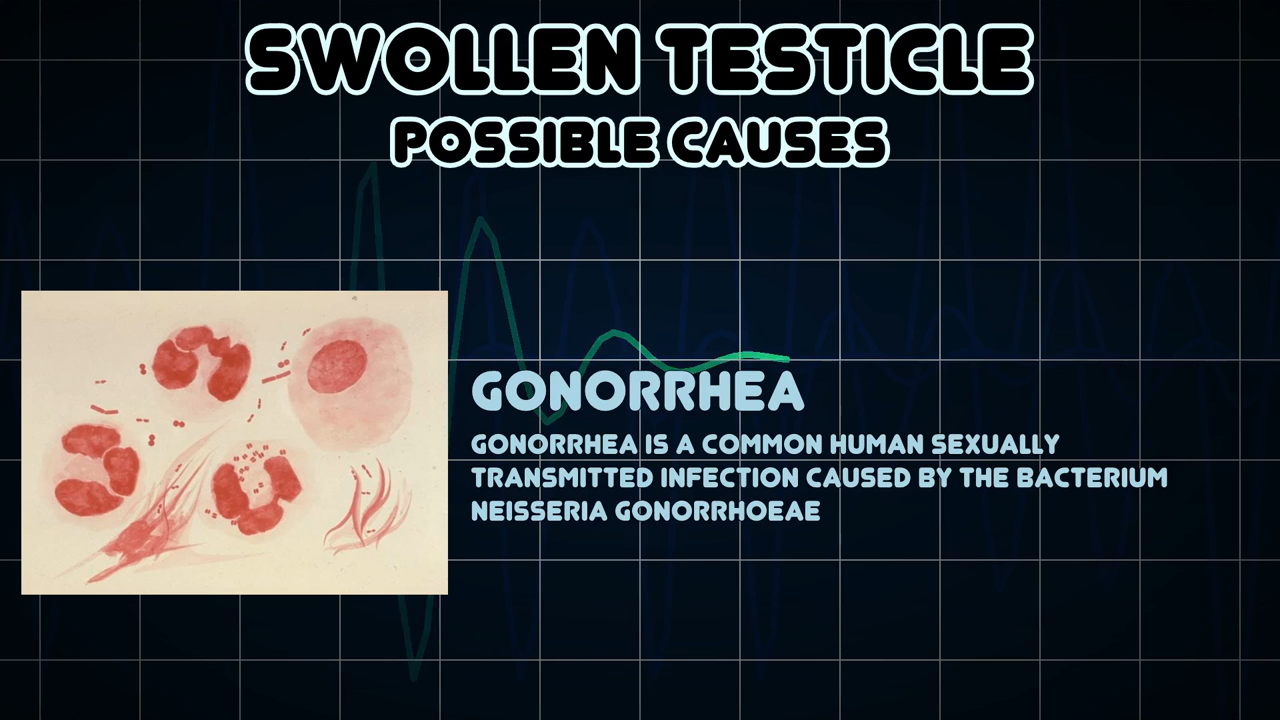 SWOLLEN TESTICLE
POSSIBLE CAUSES
GONORRHEA
GONORRHEA IS A COMMON HUMAN SEXUALLY
TRANSMITTED INFECTION CAUSED BY THE BACTERIUM
NEISSERIA GONORRHOEAE